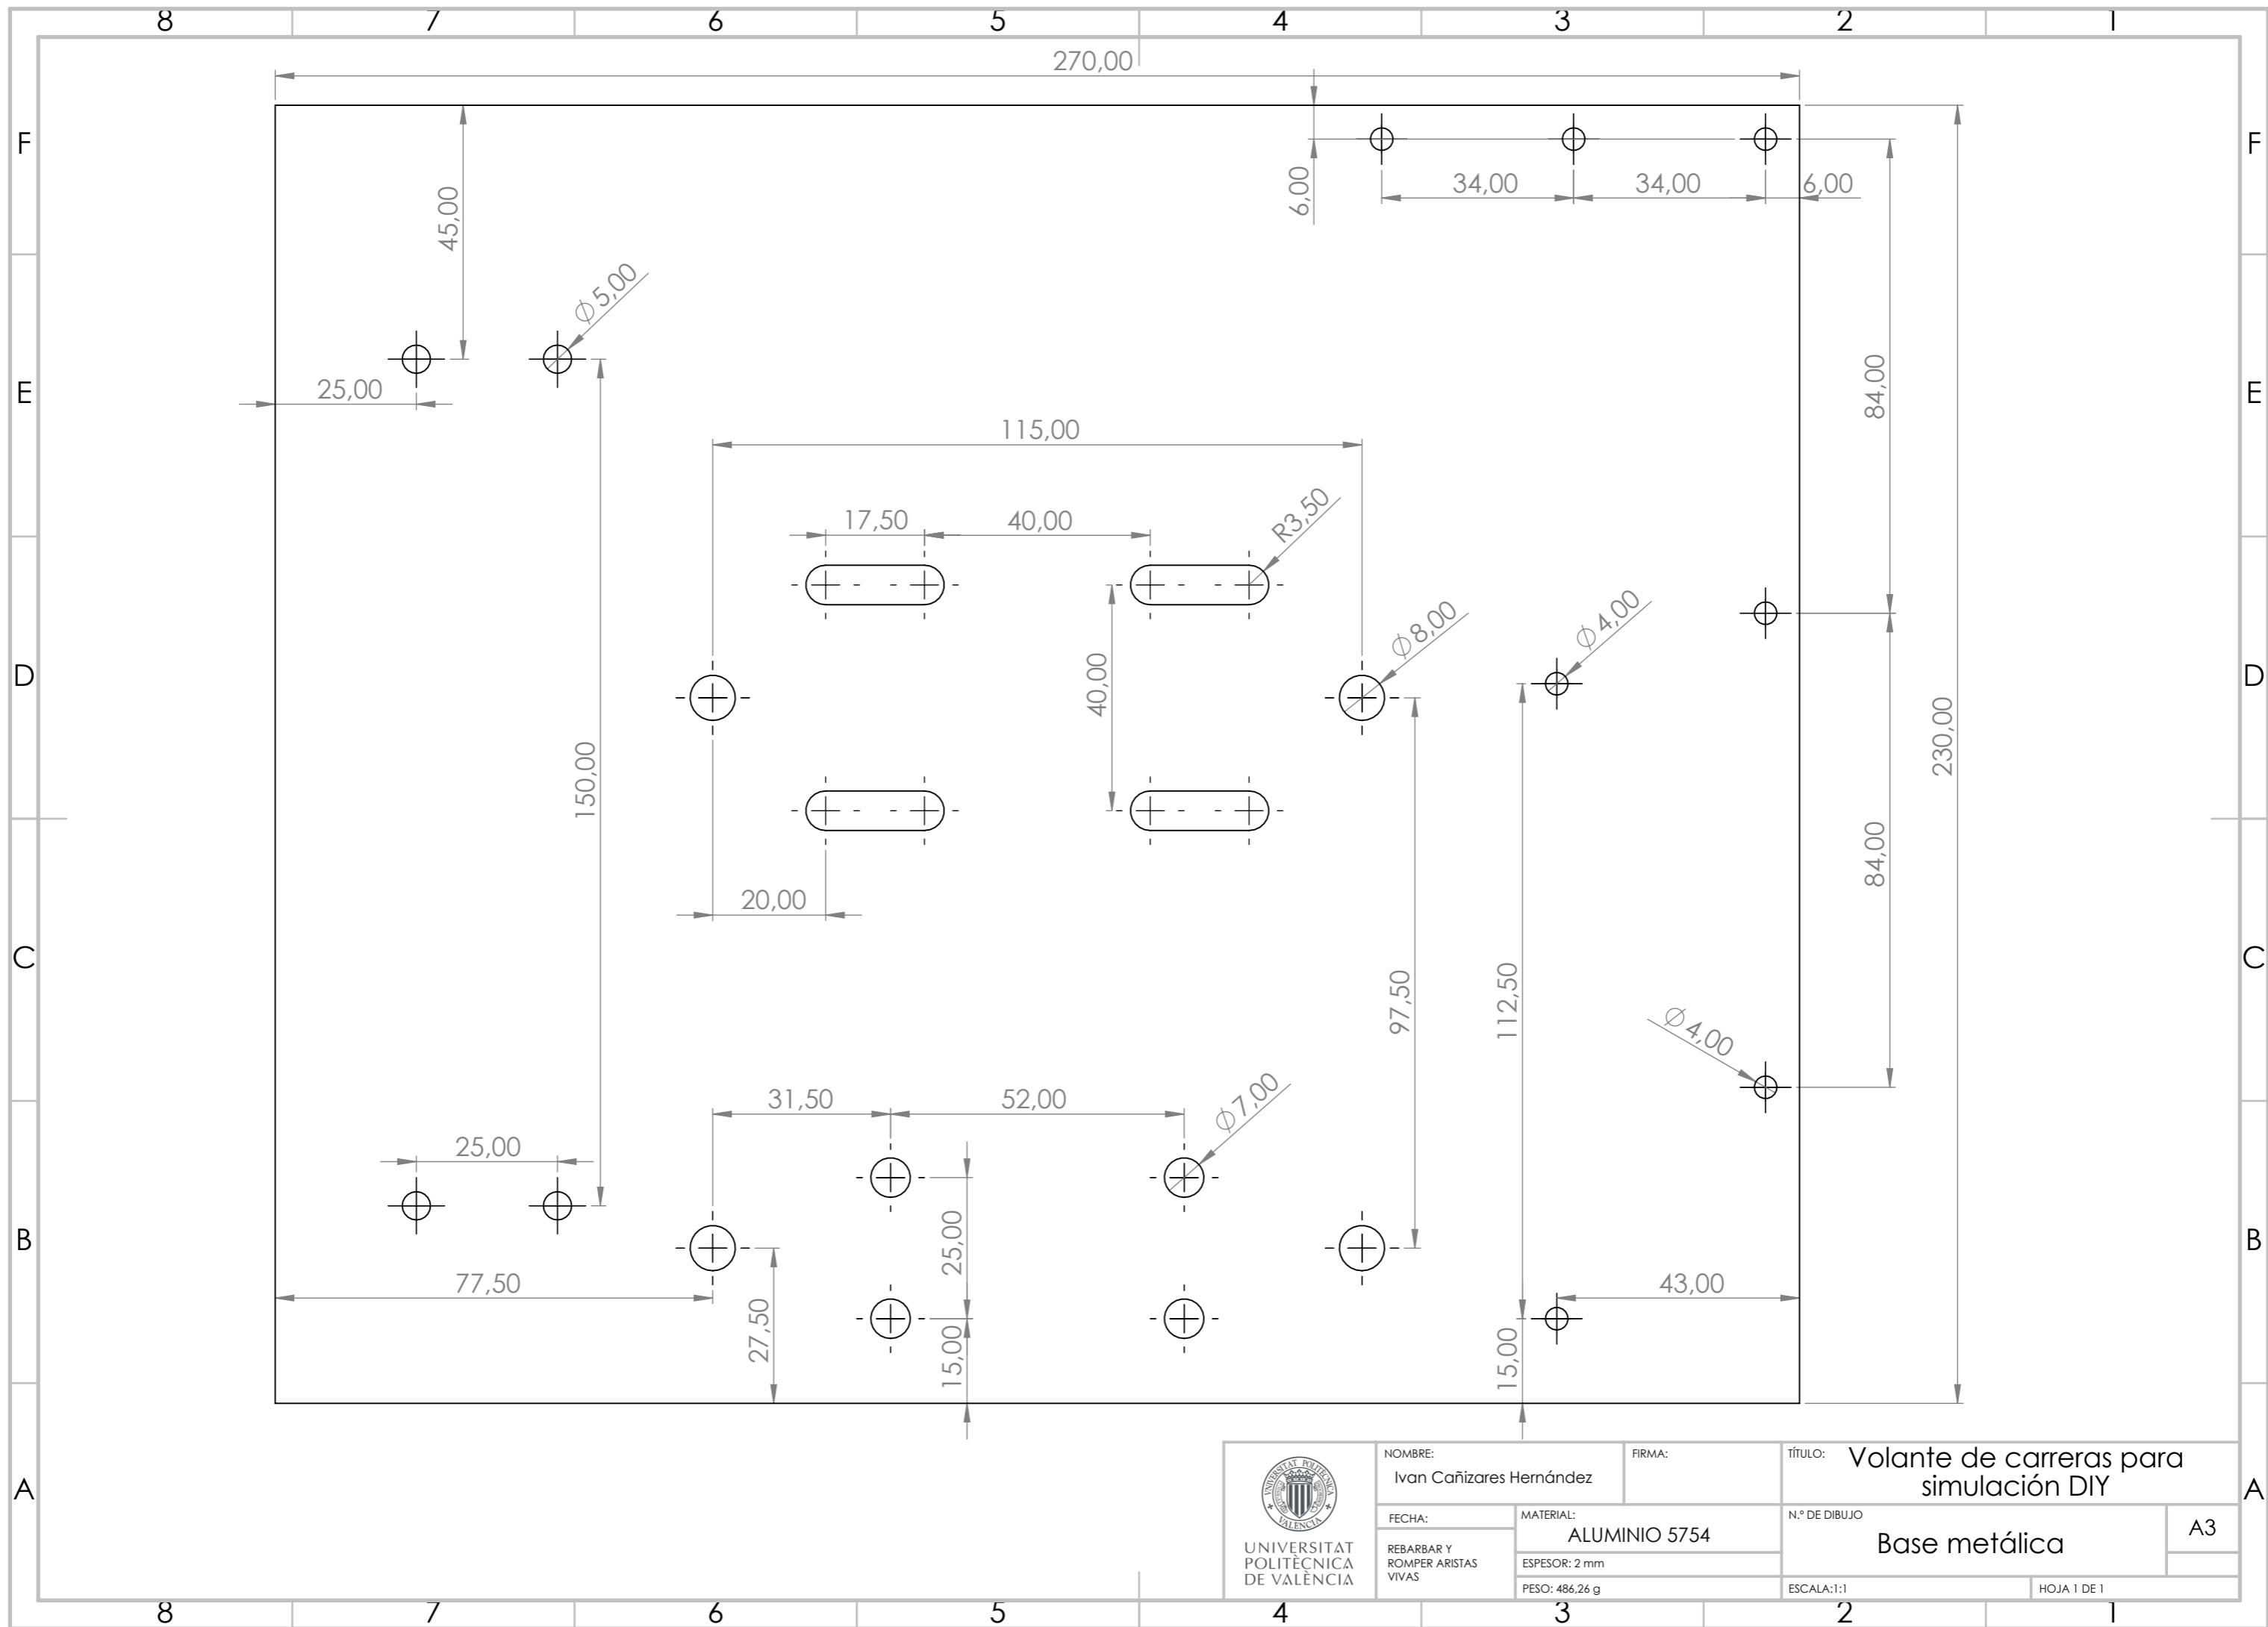 8 7 6 5 4 3 2 1
270,00
F F
6,00 34,00 34,00 6,00
45,00
∅5,00
E E
25,00
84,00
115,00
17,50 40,00 R3,50
∅8,00 ∅4,00
D D
40,00
230,00
150,00
84,00
20,00
C C
97,50 112,50
∅4,00
31,50 52,00 ∅7,00
25,00
B B
25,00
77,50 43,00
27,50
15,00 15,00
A A
UNIVERSITAT POLITECNICA
VALENCIA
UNIVERSITAT
POLITÈCNICA
DE VALÈNCIA
NOMBRE:
Ivan Cañizares Hernández
FIRMA:
TÍTULO: Volante de carreras para
simulación DIY
FECHA:
MATERIAL:
ALUMINIO 5754
N.º DE DIBUJO
Base metálica
A3
REBARBAR Y
ROMPER ARISTAS
VIVAS
ESPESOR: 2 mm
PESO: 486,26 g
ESCALA:1:1
HOJA 1 DE 1
8 7 6 5 4 3 2 1